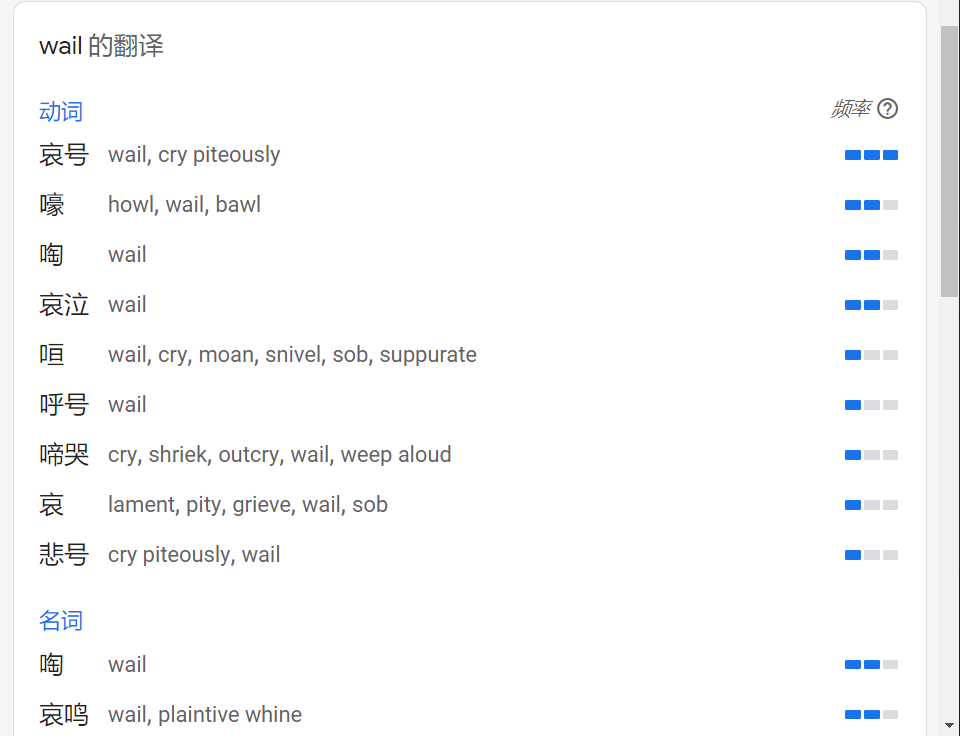 wail 的翻译
动词 频率
哀号 wail, cry piteously
嚎 howl, wail, bawl
啕 wail
哀泣 wail
咺 wail, cry, moan, snivel, sob, suppurate
呼号 wail
啼哭 cry, shriek, outcry, wail, weep aloud
哀 lament, pity, grieve, wail, sob
悲号 cry piteously, wail
名词
啕 wail
哀鸣 wail, plaintive whine